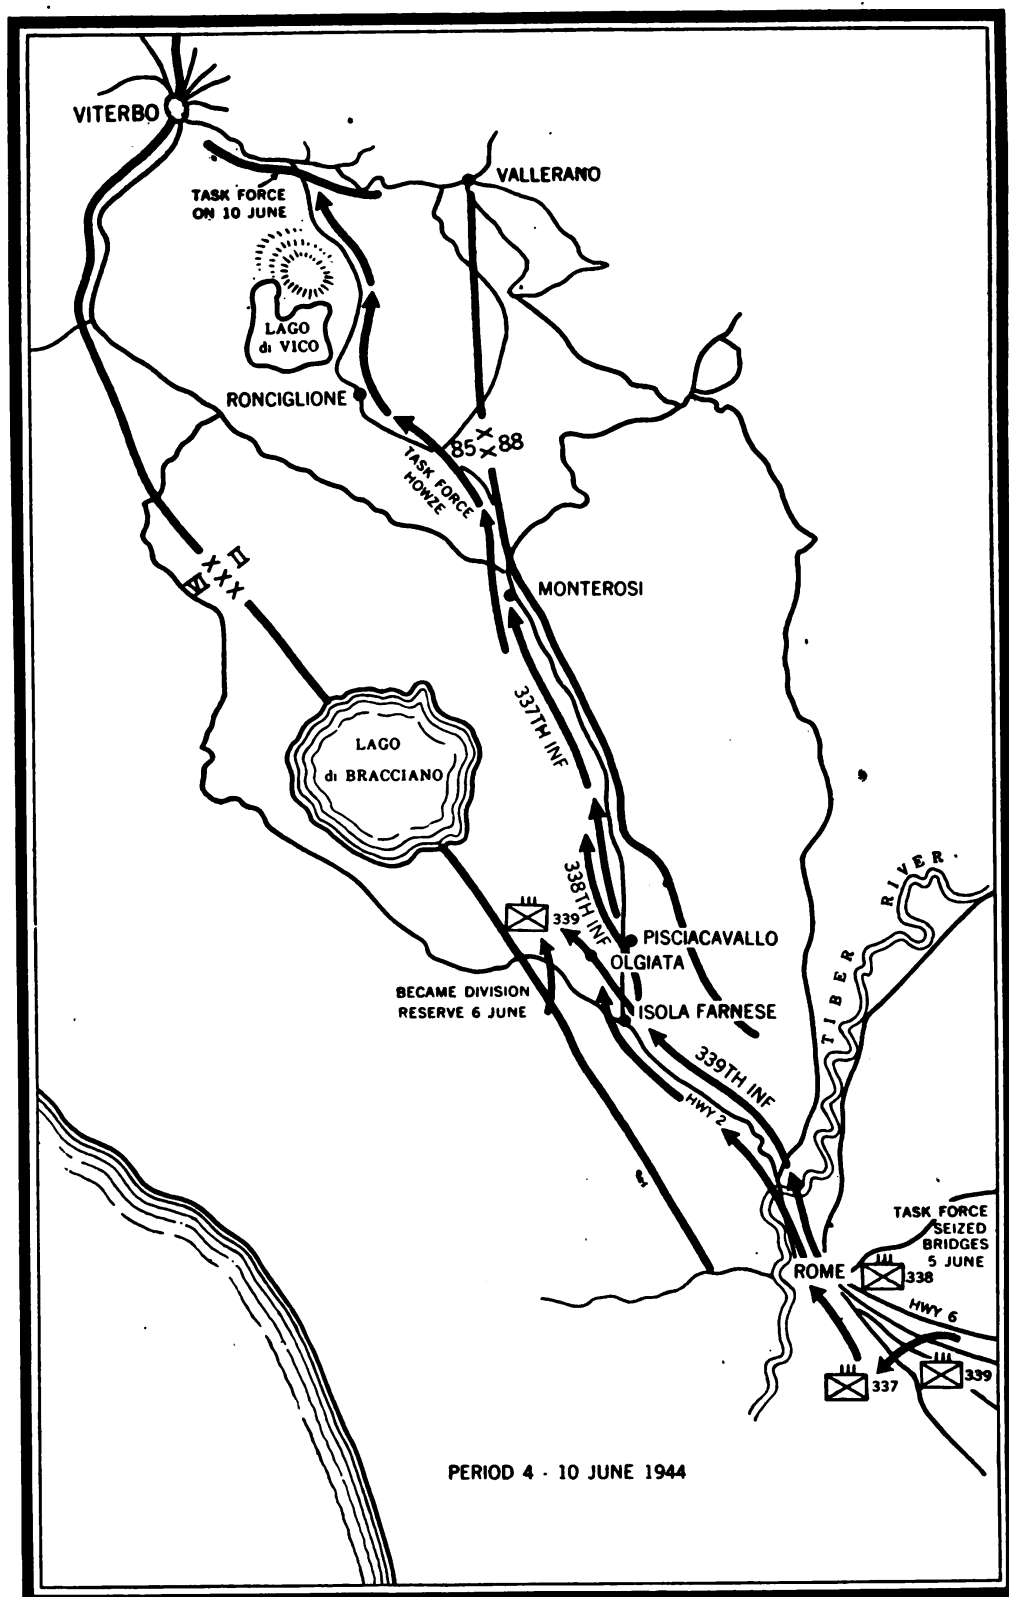 VITERBO
VALLERANO
TASK FORCE
ON 10 JUNE
LAGO
di VICO
RONCIGLIONE
85 XX 88
TASK FORCE
HOWZE
II
XXX
VI
MONTEROSI
337TH INF
LAGO
di BRACCIANO
RIVER
TIBER
338TH INF
339
PISCIACAVALLO
OLGIATA
BECAME DIVISION
RESERVE 6 JUNE
ISOLA FARNESE
339TH INF
HWY 2
TASK FORCE
SEIZED
BRIDGES
5 JUNE
ROME
338
HWY 6
337
339
PERIOD 4 - 10 JUNE 1944